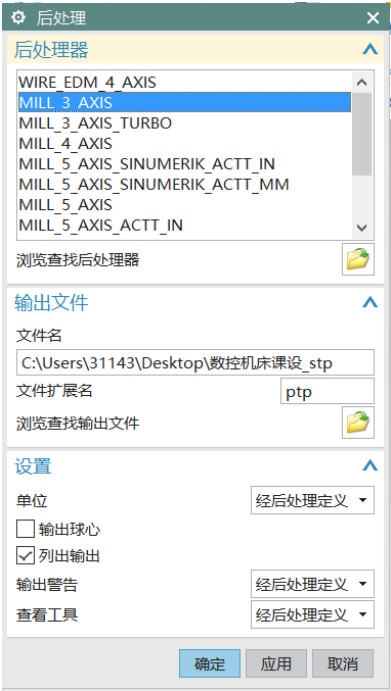 后处理
后处理器
WIRE_EDM_4_AXIS
MILL_3_AXIS
MILL_3_AXIS_TURBO
MILL_4_AXIS
MILL_5_AXIS_SINUMERIK_ACTT_IN
MILL_5_AXIS_SINUMERIK_ACTT_MM
MILL_5_AXIS
MILL_5_AXIS_ACTT_IN
浏览查找后处理器
输出文件
文件名
C:\Users\31143\Desktop\数控机床课设_stp
文件扩展名 ptp
浏览查找输出文件
设置
单位 经后处理定义
输出球心
列出输出
输出警告 经后处理定义
查看工具 经后处理定义
确定 应用 取消